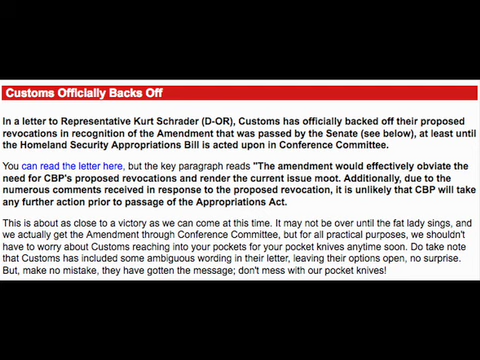 Customs Officially Backs Off
In a letter to Representative Kurt Schrader (D-OR), Customs has officially backed off their proposed
revocations in recognition of the Amendment that was passed by the Senate (see below), at least until
the Homeland Security Appropriations Bill is acted upon in Conference Committee.
You can read the letter here, but the key paragraph reads "The amendment would effectively obviate the
need for CBP's proposed revocations and render the current issue moot. Additionally, due to the
numerous comments received in response to the proposed revocation, it is unlikely that CBP will take
any further action prior to passage of the Appropriations Act.
This is about as close to a victory as we can come at this time. It may not be over until the fat lady sings, and
we actually get the Amendment through Conference Committee, but for all practical purposes, we shouldn't
have to worry about Customs reaching into your pockets for your pocket knives anytime soon. Do take note
that Customs has included some ambiguous wording in their letter, leaving their options open, no surprise.
But, make no mistake, they have gotten the message; don't mess with our pocket knives!